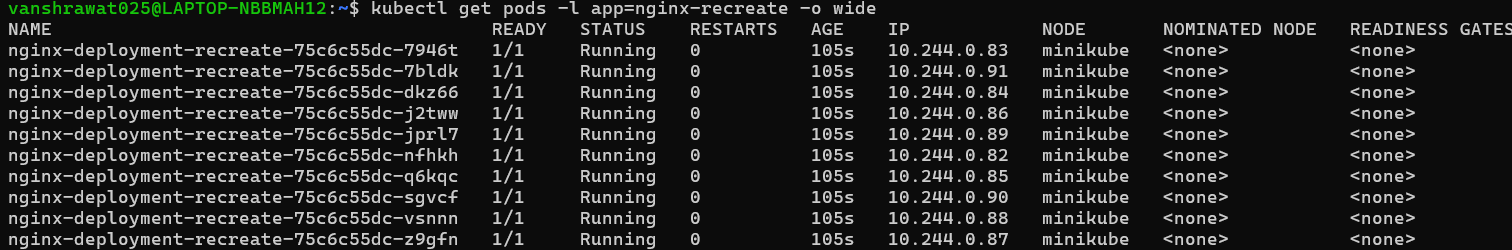 vanshrawat025@LAPTOP-NBBMAH12:~$ kubectl get pods -l app=nginx-recreate -o wide
NAME READY STATUS RESTARTS AGE IP NODE NOMINATED NODE READINESS GATES
nginx-deployment-recreate-75c6c55dc-7946t 1/1 Running 0 105s 10.244.0.83 minikube <none> <none>
nginx-deployment-recreate-75c6c55dc-7bldk 1/1 Running 0 105s 10.244.0.91 minikube <none> <none>
nginx-deployment-recreate-75c6c55dc-dkz66 1/1 Running 0 105s 10.244.0.84 minikube <none> <none>
nginx-deployment-recreate-75c6c55dc-j2tww 1/1 Running 0 105s 10.244.0.86 minikube <none> <none>
nginx-deployment-recreate-75c6c55dc-jprl7 1/1 Running 0 105s 10.244.0.89 minikube <none> <none>
nginx-deployment-recreate-75c6c55dc-nfhkh 1/1 Running 0 105s 10.244.0.82 minikube <none> <none>
nginx-deployment-recreate-75c6c55dc-q6kqc 1/1 Running 0 105s 10.244.0.85 minikube <none> <none>
nginx-deployment-recreate-75c6c55dc-sgvcf 1/1 Running 0 105s 10.244.0.90 minikube <none> <none>
nginx-deployment-recreate-75c6c55dc-vsnnn 1/1 Running 0 105s 10.244.0.88 minikube <none> <none>
nginx-deployment-recreate-75c6c55dc-z9gfn 1/1 Running 0 105s 10.244.0.87 minikube <none> <none>